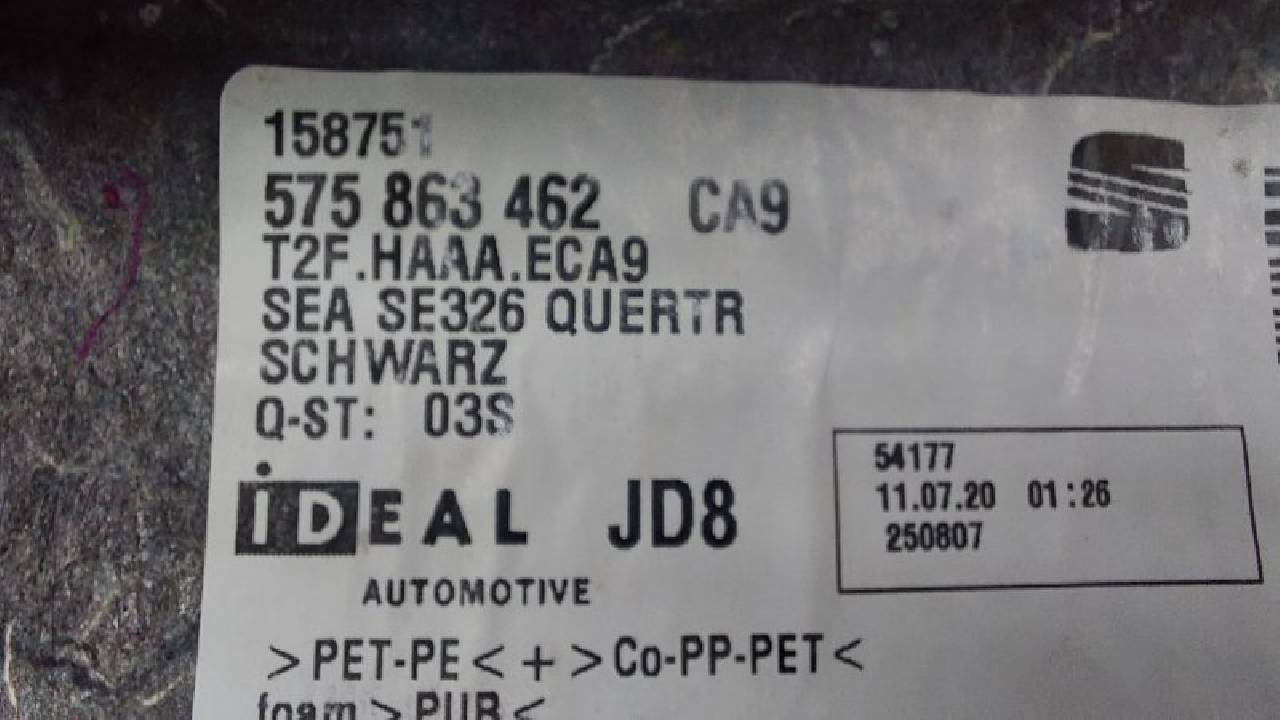 158751
575 863 462 CA9
T2F.HAAA.ECA9
SEA SE326 QUERTR
SCHWARZ
Q-ST: 03S
54177
11.07.20 01:26
250807
iDEAL JD8
AUTOMOTIVE
>PET-PE<+>Co-PP-PET<
foam>PUR<